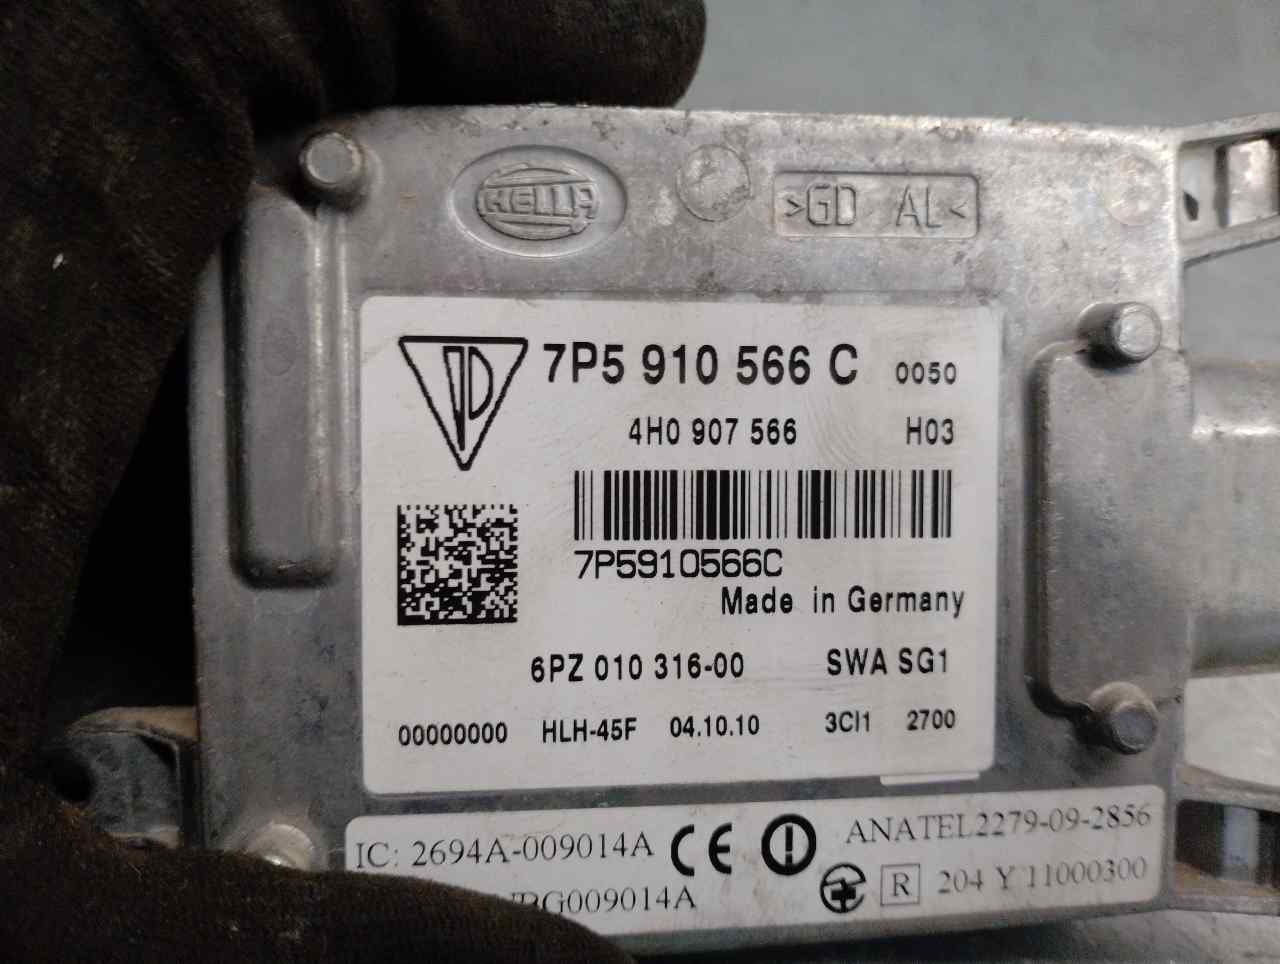 HELLA
>GD AL<
7P5 910 566 C 0050
4H0 907 566 H03
7P5910566C
Made in Germany
6PZ 010 316-00 SWA SG1
00000000 HLH-45F 04.10.10 3CI1 2700
IC: 2694A-009014A CE ANATEL2279-09-2856
R 204 Y 11000300